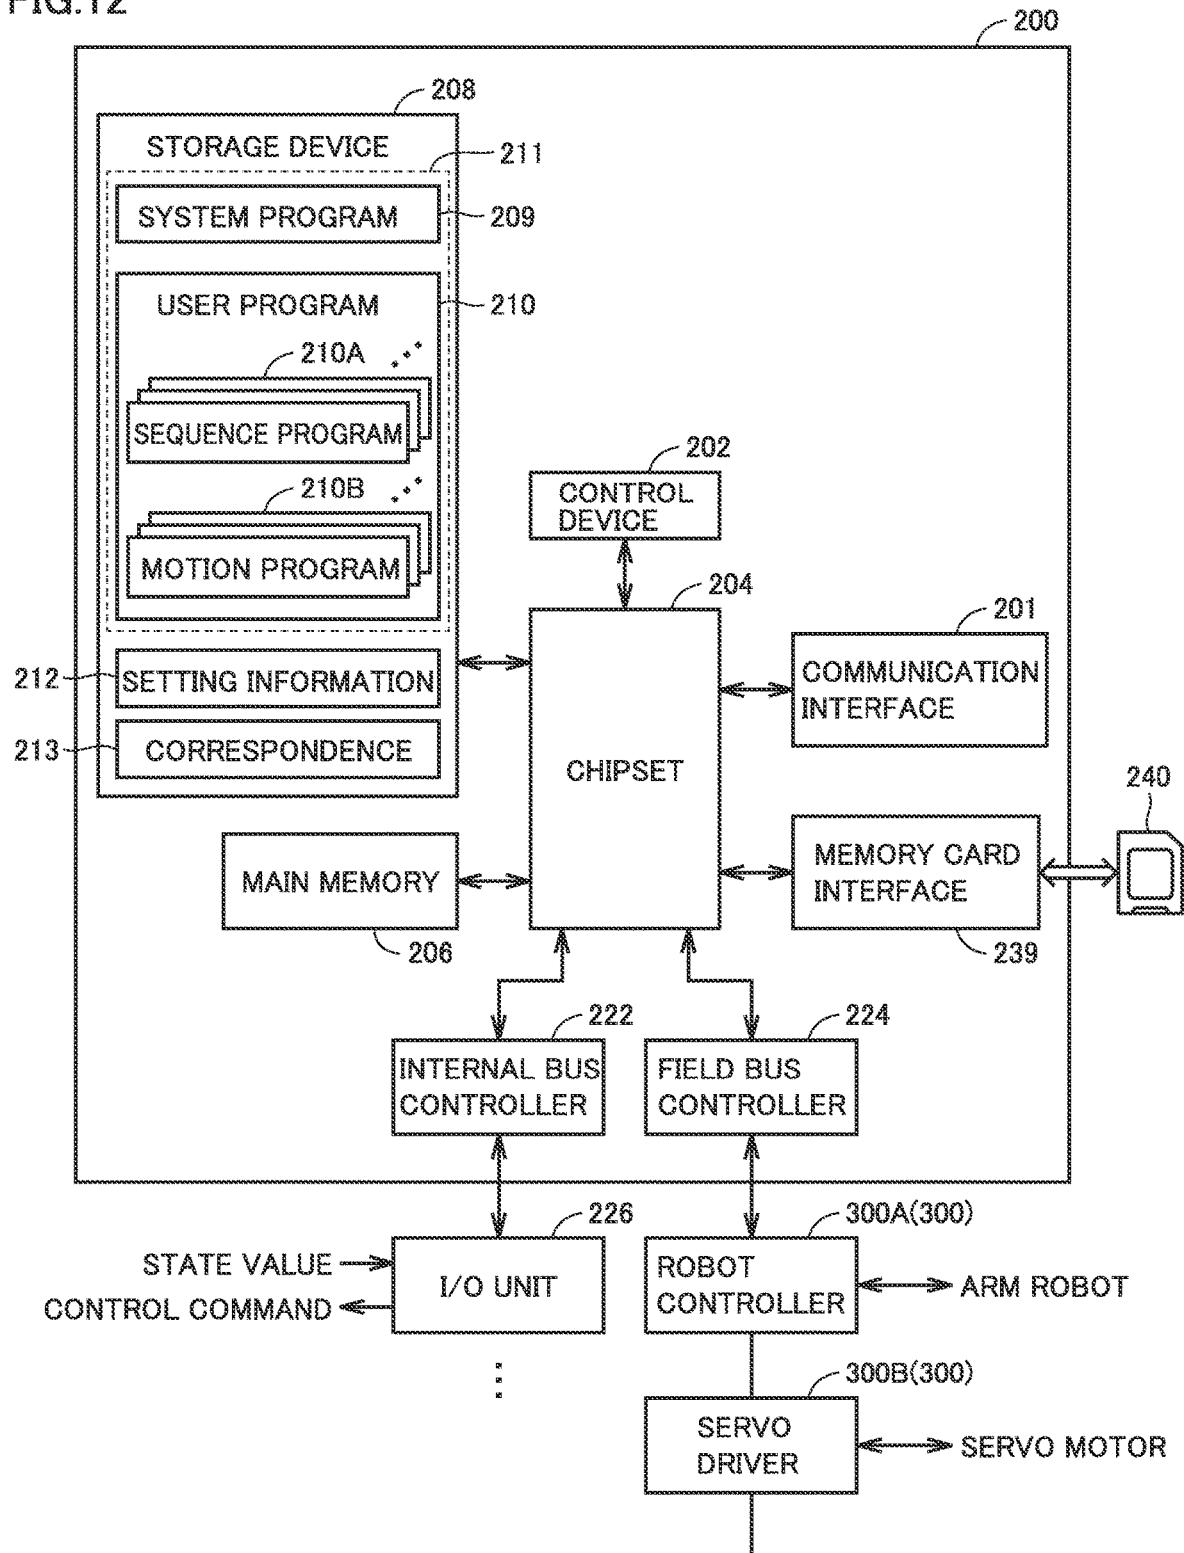 FIG.12
200
208
STORAGE DEVICE
211
SYSTEM PROGRAM
209
USER PROGRAM
210
210A
SEQUENCE PROGRAM
210B
MOTION PROGRAM
212
SETTING INFORMATION
213
CORRESPONDENCE
202
CONTROL
DEVICE
204
CHIPSET
201
COMMUNICATION
INTERFACE
240
MEMORY CARD
INTERFACE
239
MAIN MEMORY
206
222
INTERNAL BUS
CONTROLLER
224
FIELD BUS
CONTROLLER
226
STATE VALUE
CONTROL COMMAND
I/O UNIT
300A(300)
ROBOT
CONTROLLER
ARM ROBOT
300B(300)
SERVO
DRIVER
SERVO MOTOR